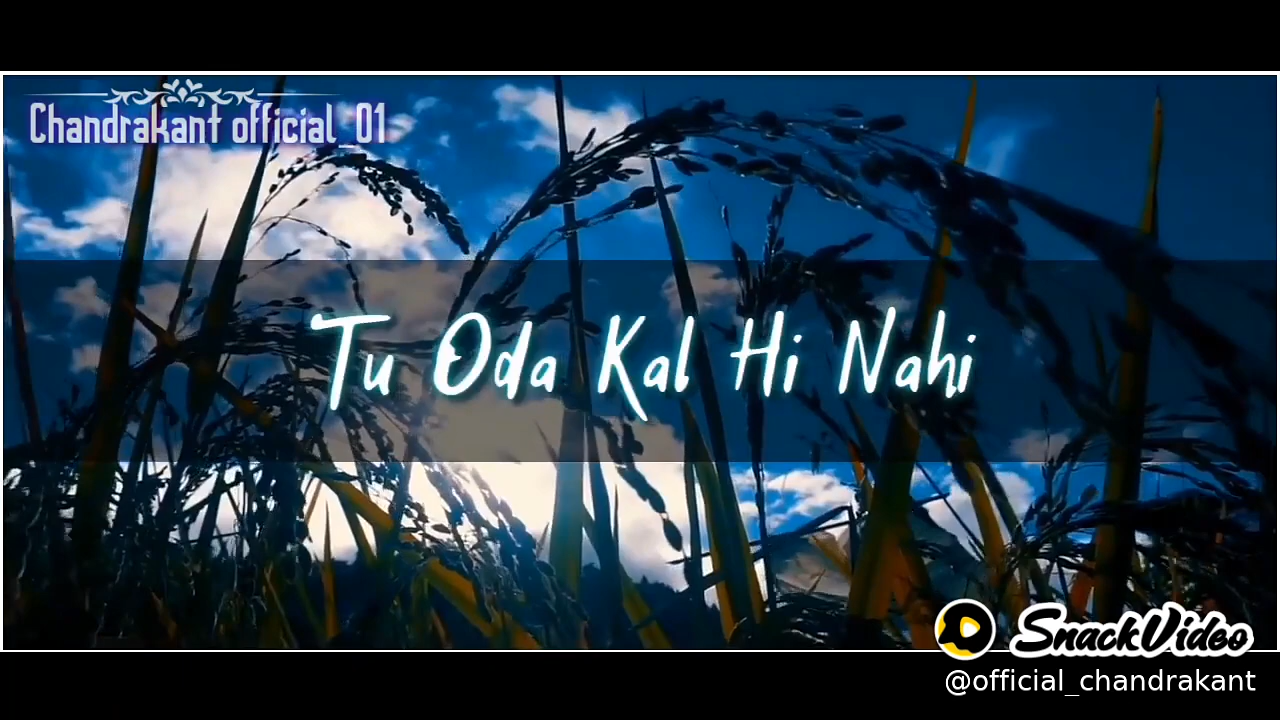 Chandrakant official_01
Tu Oda Kal Hi Nahi
SnackVideo
@official_chandrakant